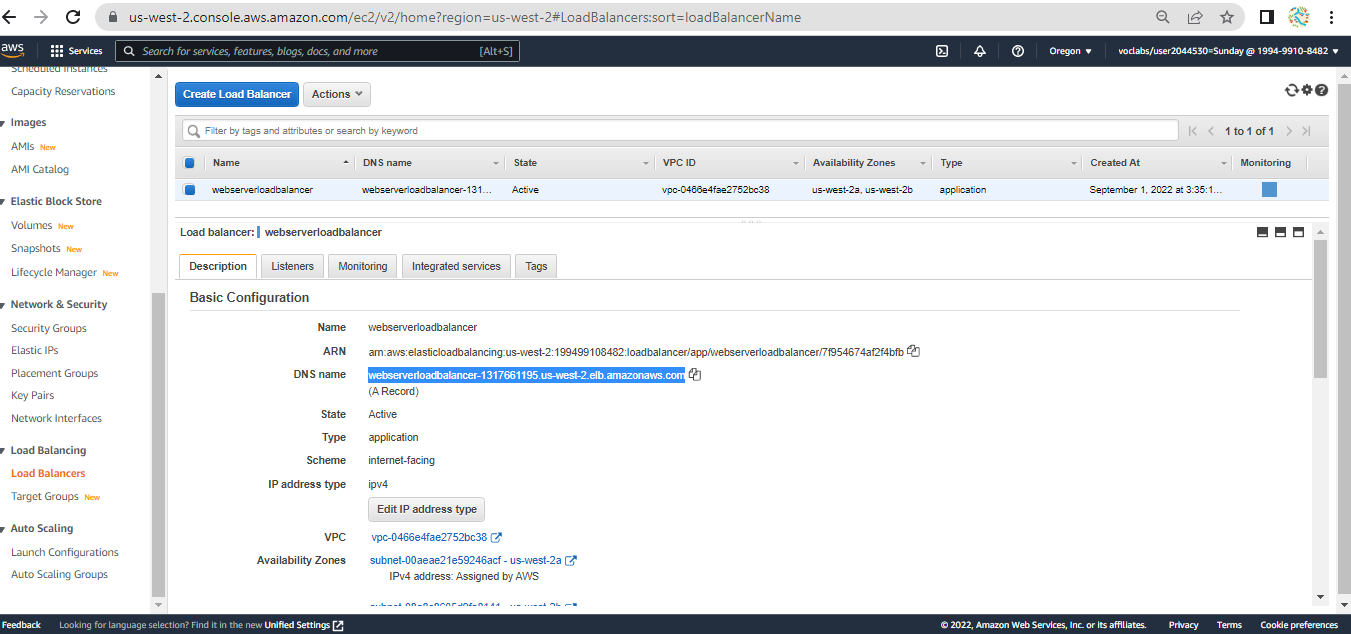 us-west-2.console.aws.amazon.com/ec2/v2/home?region=us-west-2#LoadBalancers:sort=loadBalancerName
aws Services Search for services, features, blogs, docs, and more [Alt+S] Oregon voclabs/user2044530=Sunday @ 1994-9910-8482
Scheduled Instances
Capacity Reservations
Images
AMIs New
AMI Catalog
Elastic Block Store
Volumes New
Snapshots New
Lifecycle Manager New
Network & Security
Security Groups
Elastic IPs
Placement Groups
Key Pairs
Network Interfaces
Load Balancing
Load Balancers
Target Groups New
Auto Scaling
Launch Configurations
Auto Scaling Groups
Create Load Balancer Actions
Filter by tags and attributes or search by keyword 1 to 1 of 1
Name DNS name State VPC ID Availability Zones Type Created At Monitoring
webserverloadbalancer webserverloadbalancer-131... Active vpc-0466e4fae2752bc38 us-west-2a, us-west-2b application September 1, 2022 at 3:35:1...
Load balancer: webserverloadbalancer
Description Listeners Monitoring Integrated services Tags
Basic Configuration
Name webserverloadbalancer
ARN arn:aws:elasticloadbalancing:us-west-2:199499108482:loadbalancer/app/webserverloadbalancer/7f954674af2f4bfb
DNS name webserverloadbalancer-1317661195.us-west-2.elb.amazonaws.com
(A Record)
State Active
Type application
Scheme internet-facing
IP address type ipv4
Edit IP address type
VPC vpc-0466e4fae2752bc38
Availability Zones subnet-00aeae21e59246acf - us-west-2a
IPv4 address: Assigned by AWS
Feedback Looking for language selection? Find it in the new Unified Settings © 2022, Amazon Web Services, Inc. or its affiliates. Privacy Terms Cookie preferences